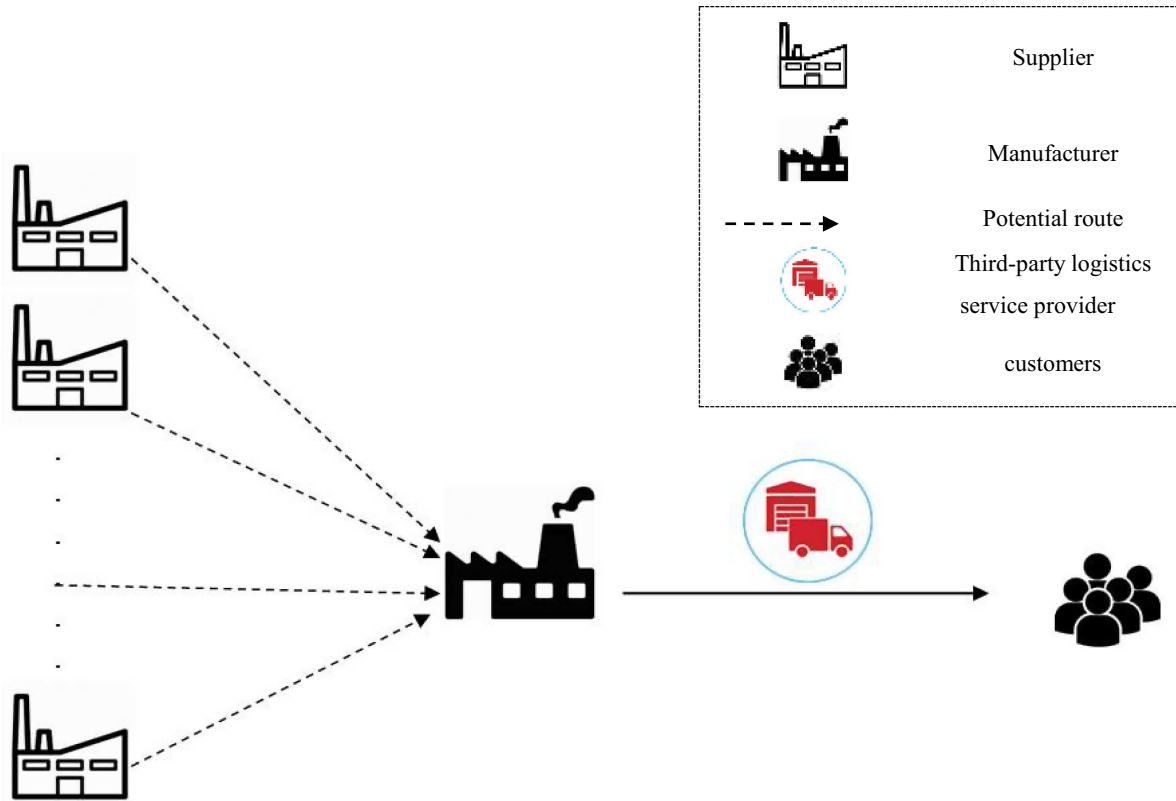 Supplier
Manufacturer
Potential route
Third-party logistics
service provider
customers